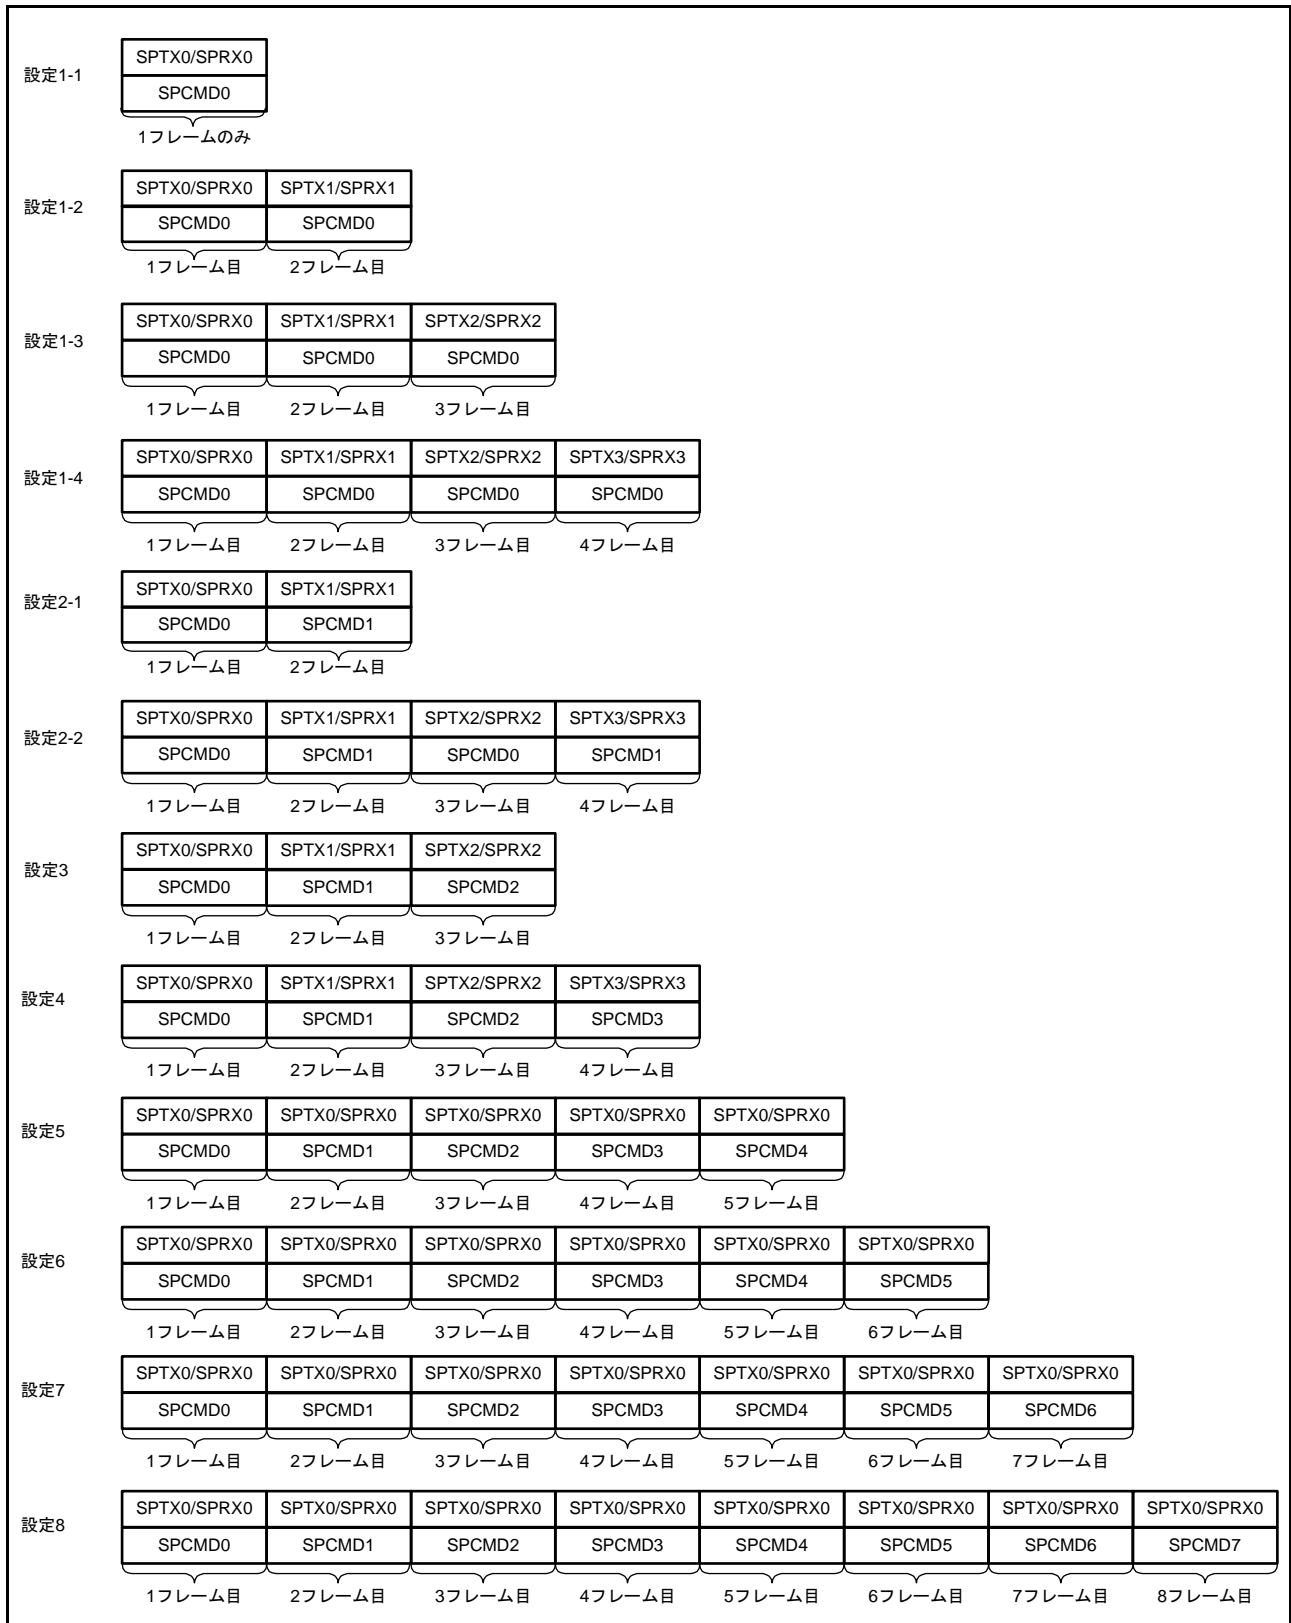 設定1-1
SPTX0/SPRX0
SPCMD0
1フレームのみ
設定1-2
SPTX0/SPRX0 SPTX1/SPRX1
SPCMD0 SPCMD0
1フレーム目 2フレーム目
設定1-3
SPTX0/SPRX0 SPTX1/SPRX1 SPTX2/SPRX2
SPCMD0 SPCMD0 SPCMD0
1フレーム目 2フレーム目 3フレーム目
設定1-4
SPTX0/SPRX0 SPTX1/SPRX1 SPTX2/SPRX2 SPTX3/SPRX3
SPCMD0 SPCMD0 SPCMD0 SPCMD0
1フレーム目 2フレーム目 3フレーム目 4フレーム目
設定2-1
SPTX0/SPRX0 SPTX1/SPRX1
SPCMD0 SPCMD1
1フレーム目 2フレーム目
設定2-2
SPTX0/SPRX0 SPTX1/SPRX1 SPTX2/SPRX2 SPTX3/SPRX3
SPCMD0 SPCMD1 SPCMD0 SPCMD1
1フレーム目 2フレーム目 3フレーム目 4フレーム目
設定3
SPTX0/SPRX0 SPTX1/SPRX1 SPTX2/SPRX2
SPCMD0 SPCMD1 SPCMD2
1フレーム目 2フレーム目 3フレーム目
設定4
SPTX0/SPRX0 SPTX1/SPRX1 SPTX2/SPRX2 SPTX3/SPRX3
SPCMD0 SPCMD1 SPCMD2 SPCMD3
1フレーム目 2フレーム目 3フレーム目 4フレーム目
設定5
SPTX0/SPRX0 SPTX0/SPRX0 SPTX0/SPRX0 SPTX0/SPRX0 SPTX0/SPRX0
SPCMD0 SPCMD1 SPCMD2 SPCMD3 SPCMD4
1フレーム目 2フレーム目 3フレーム目 4フレーム目 5フレーム目
設定6
SPTX0/SPRX0 SPTX0/SPRX0 SPTX0/SPRX0 SPTX0/SPRX0 SPTX0/SPRX0 SPTX0/SPRX0
SPCMD0 SPCMD1 SPCMD2 SPCMD3 SPCMD4 SPCMD5
1フレーム目 2フレーム目 3フレーム目 4フレーム目 5フレーム目 6フレーム目
設定7
SPTX0/SPRX0 SPTX0/SPRX0 SPTX0/SPRX0 SPTX0/SPRX0 SPTX0/SPRX0 SPTX0/SPRX0 SPTX0/SPRX0
SPCMD0 SPCMD1 SPCMD2 SPCMD3 SPCMD4 SPCMD5 SPCMD6
1フレーム目 2フレーム目 3フレーム目 4フレーム目 5フレーム目 6フレーム目 7フレーム目
設定8
SPTX0/SPRX0 SPTX0/SPRX0 SPTX0/SPRX0 SPTX0/SPRX0 SPTX0/SPRX0 SPTX0/SPRX0 SPTX0/SPRX0 SPTX0/SPRX0
SPCMD0 SPCMD1 SPCMD2 SPCMD3 SPCMD4 SPCMD5 SPCMD6 SPCMD7
1フレーム目 2フレーム目 3フレーム目 4フレーム目 5フレーム目 6フレーム目 7フレーム目 8フレーム目